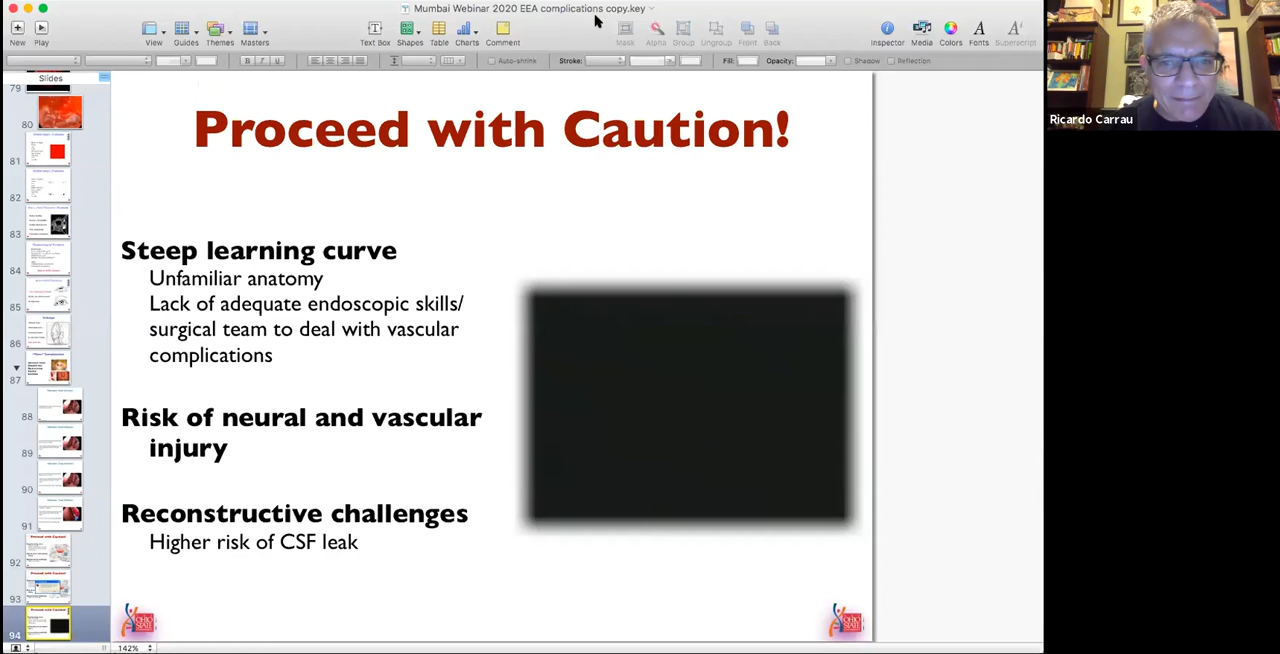 Mumbai Webinar 2020 EEA complications copy.key
New Play View Guides Themes Masters Text Box Shapes Table Charts Comment Mask Alpha Group Ungroup Front Back Inspector Media Colors Fonts Superscript
B I U Auto-shrink Stroke: Fill: Opacity: Shadow Reflection
Slides
79
80
81
82
83
84
85
86
87
88
89
90
91
92
93
94
Proceed with Caution!
Steep learning curve
Unfamiliar anatomy
Lack of adequate endoscopic skills/
surgical team to deal with vascular
complications
Risk of neural and vascular
injury
Reconstructive challenges
Higher risk of CSF leak
OHIO
STATE
OHIO
STATE
142%
Ricardo Carrau